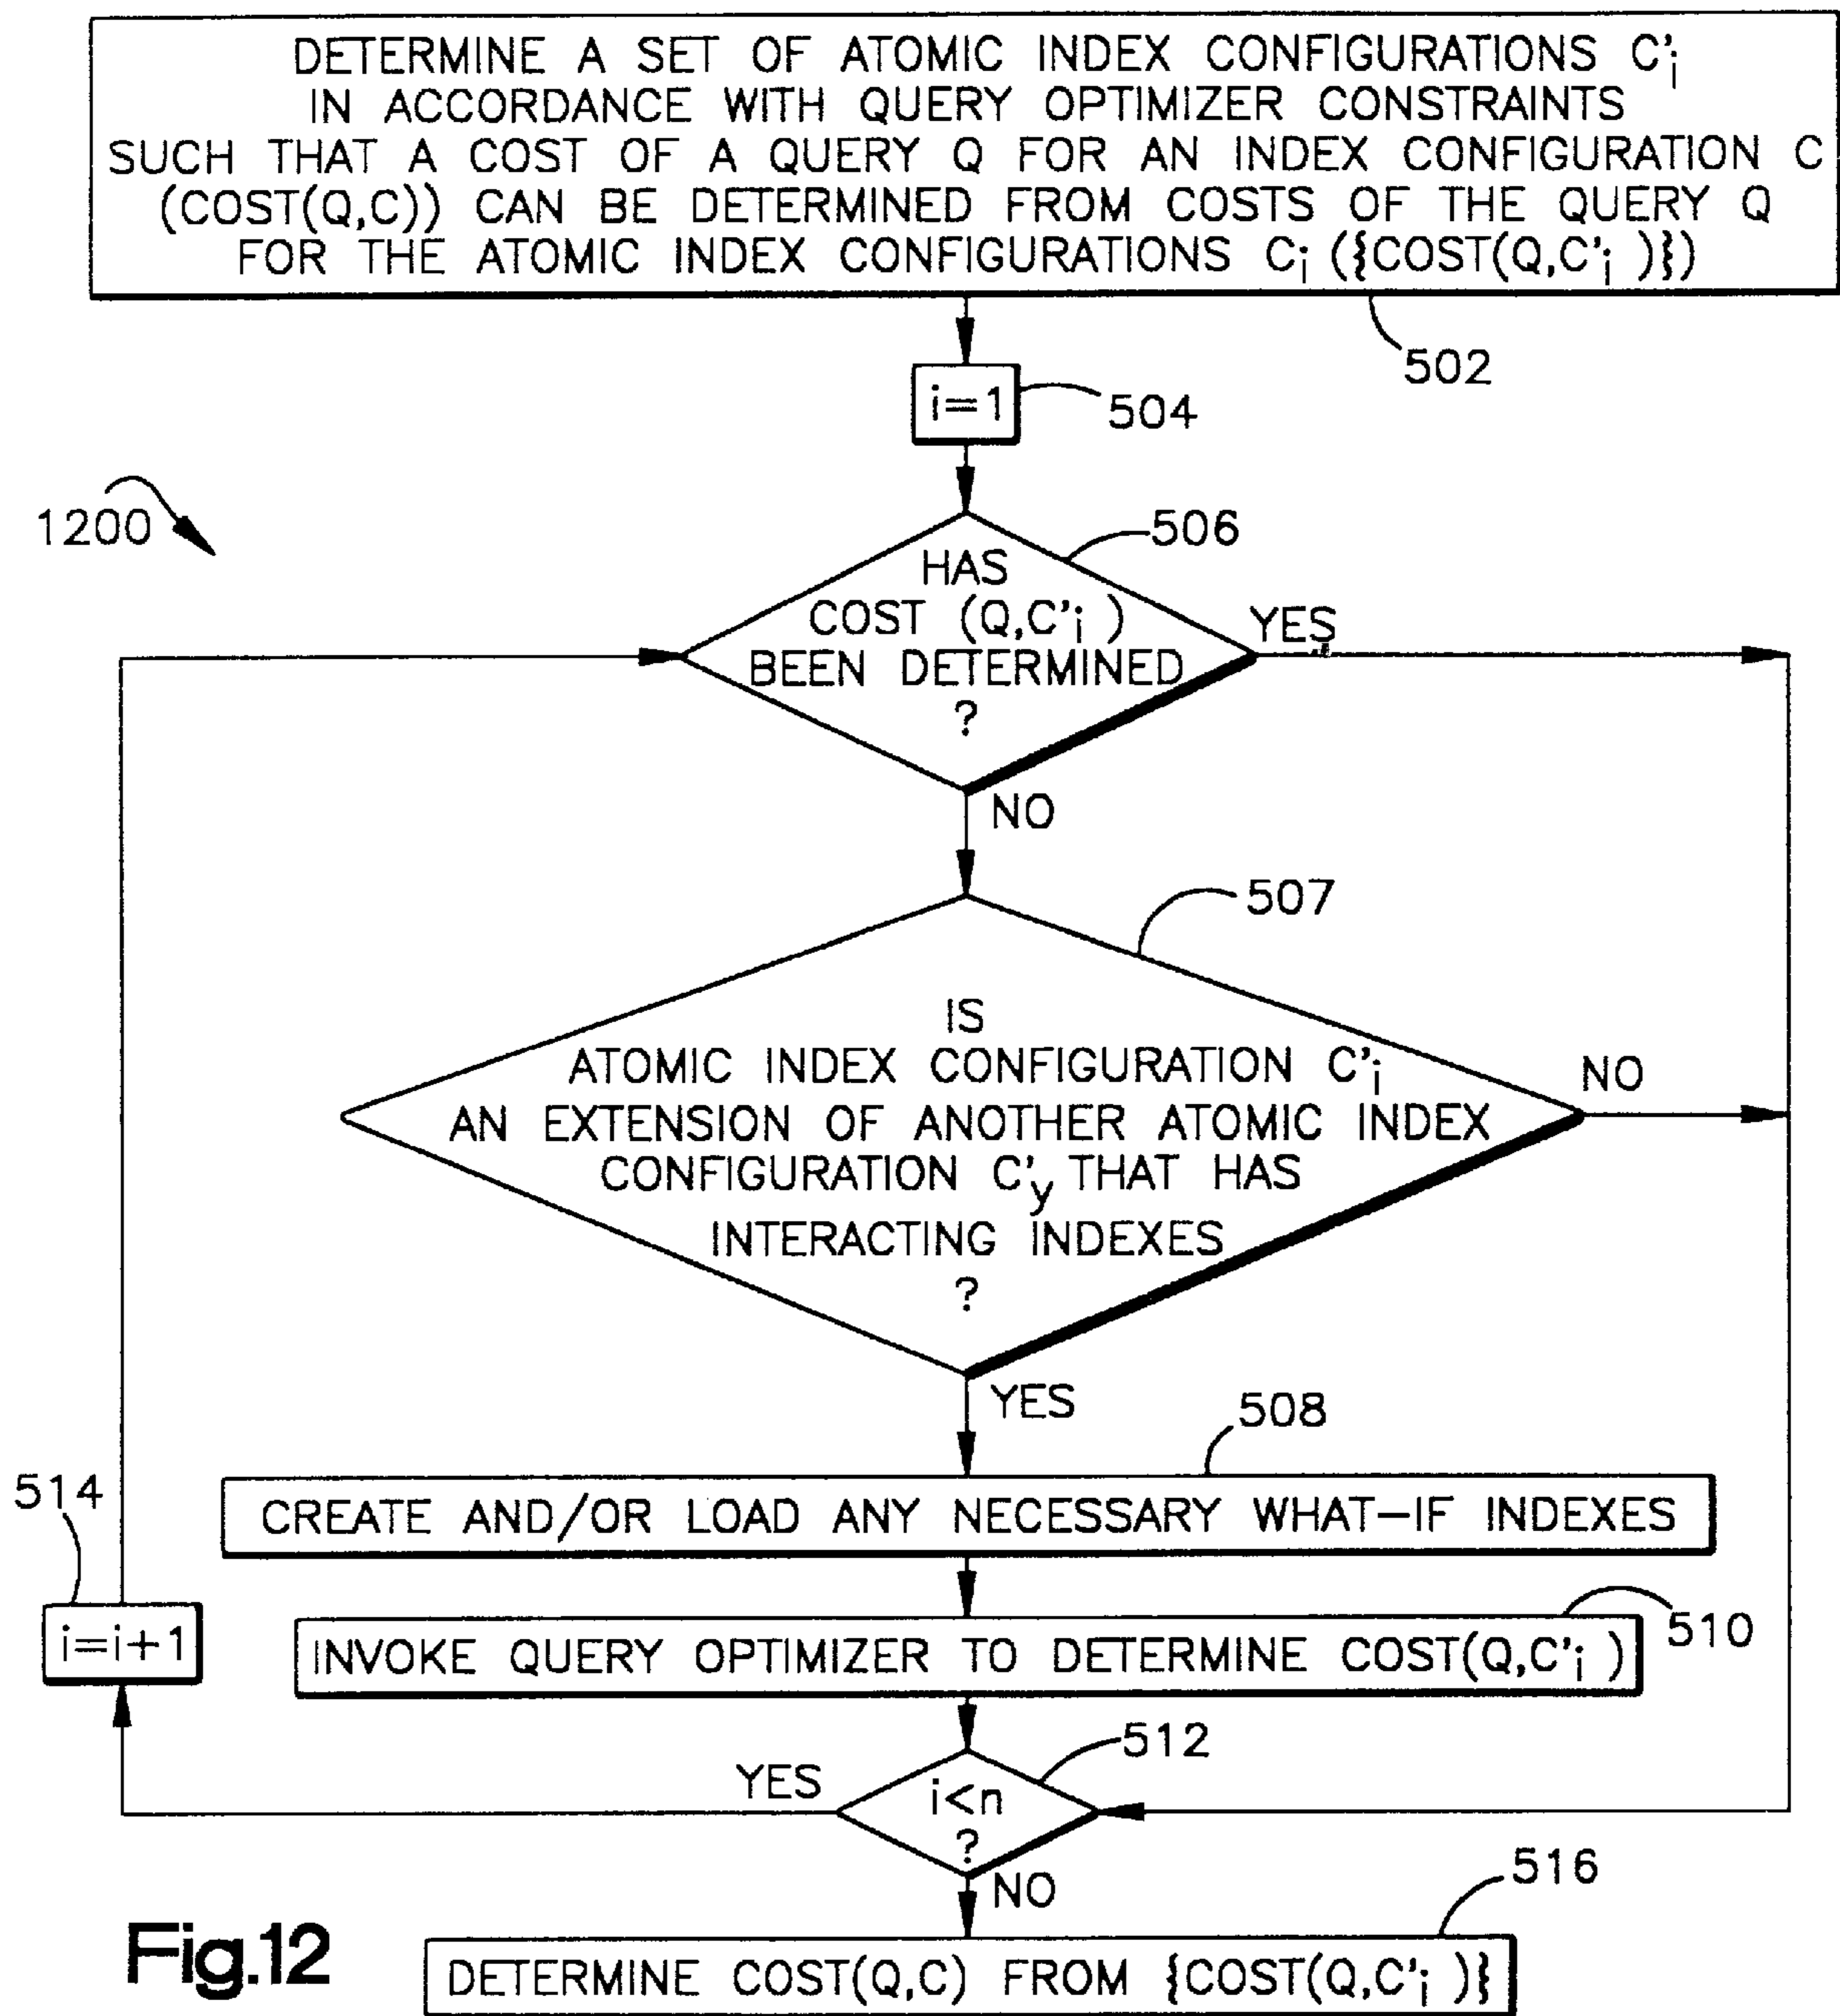 DETERMINE A SET OF ATOMIC INDEX CONFIGURATIONS C'i
IN ACCORDANCE WITH QUERY OPTIMIZER CONSTRAINTS
SUCH THAT A COST OF A QUERY Q FOR AN INDEX CONFIGURATION C
(COST(Q,C)) CAN BE DETERMINED FROM COSTS OF THE QUERY Q
FOR THE ATOMIC INDEX CONFIGURATIONS Ci ({COST(Q,C'i )})
502
i=1
504
1200
506
HAS
COST (Q,C'i )
BEEN DETERMINED
?
YES
NO
507
IS
ATOMIC INDEX CONFIGURATION C'i
AN EXTENSION OF ANOTHER ATOMIC INDEX
CONFIGURATION C'y THAT HAS
INTERACTING INDEXES
?
NO
YES
508
CREATE AND/OR LOAD ANY NECESSARY WHAT-IF INDEXES
514
i=i+1
INVOKE QUERY OPTIMIZER TO DETERMINE COST(Q,C'i )
510
512
i<n
?
YES
NO
516
DETERMINE COST(Q,C) FROM {COST(Q,C'i )}
Fig.12